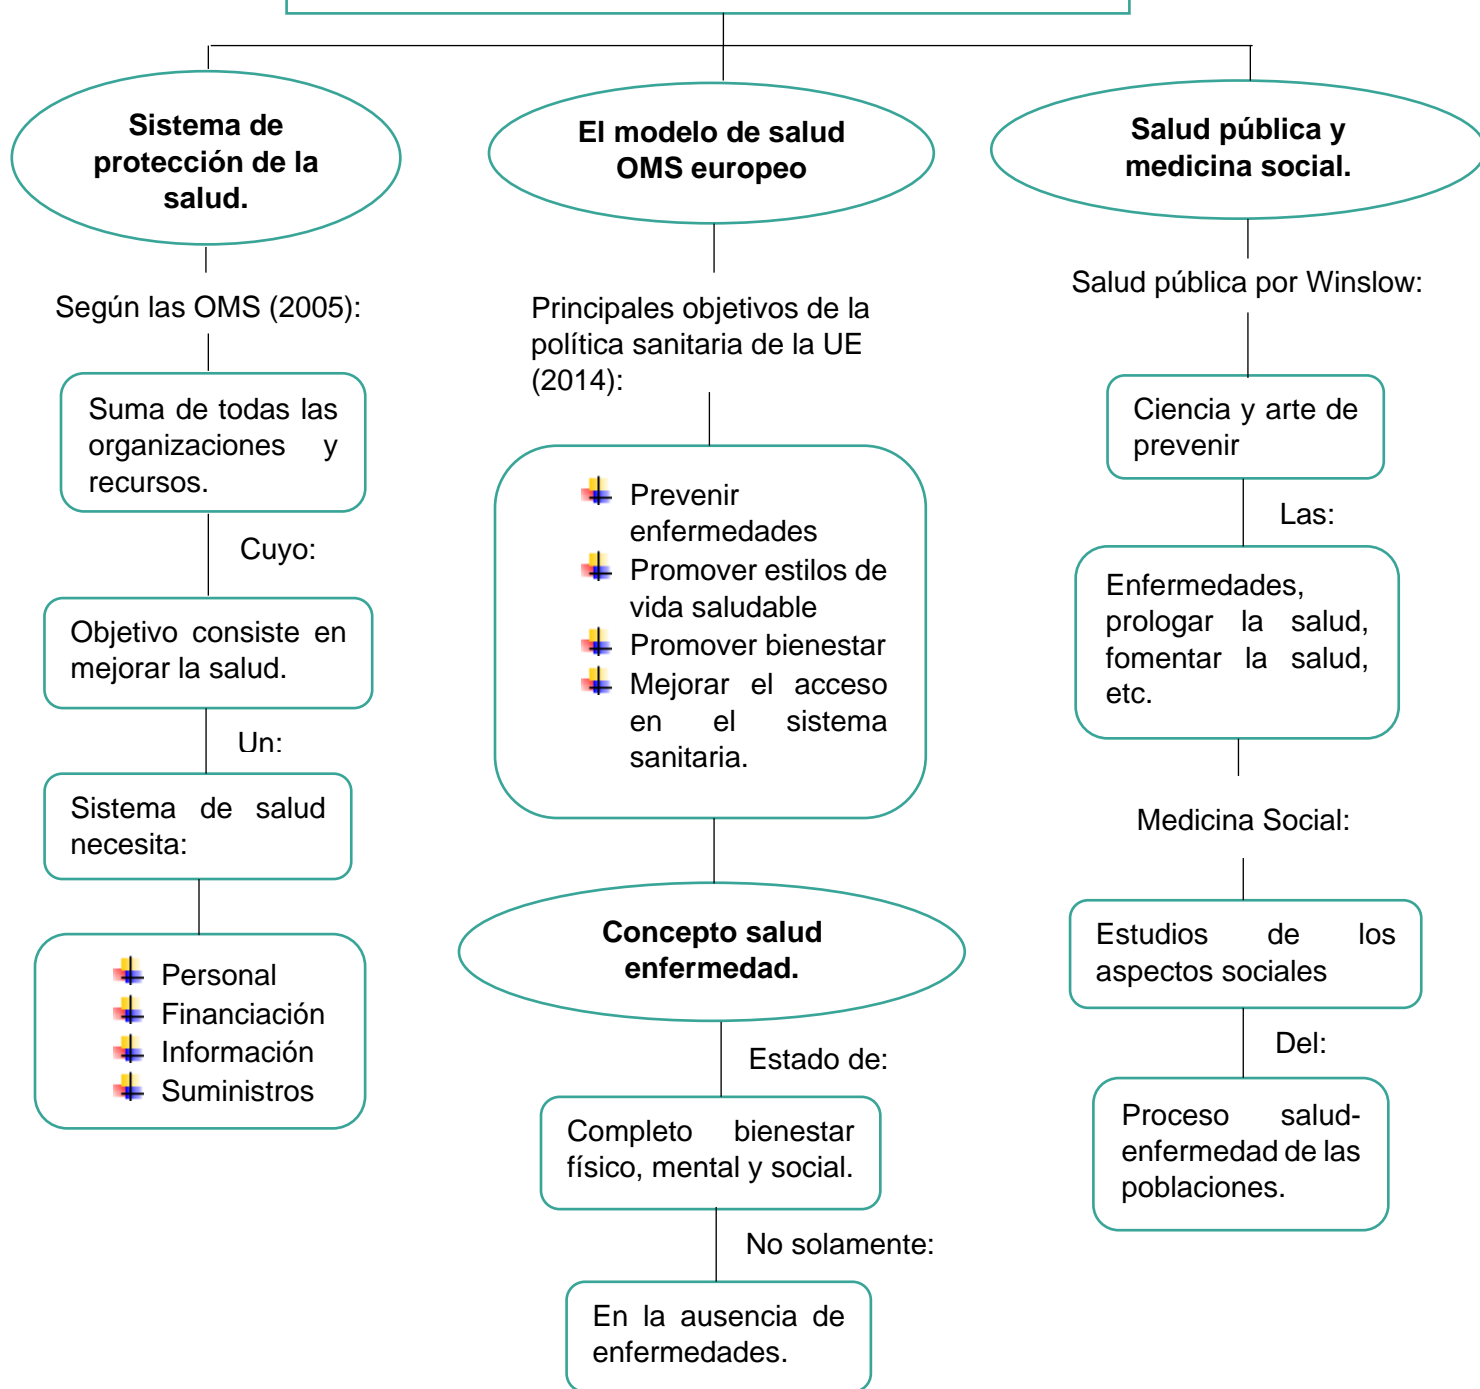 Sistema de
protección de la
salud.
Según las OMS (2005):
Suma de todas las
organizaciones y
recursos.
Cuyo:
Objetivo consiste en
mejorar la salud.
Un:
Sistema de salud
necesita:
Personal
Financiación
Información
Suministros
El modelo de salud
OMS europeo
Principales objetivos de la
política sanitaria de la UE
(2014):
Prevenir
enfermedades
Promover estilos de
vida saludable
Promover bienestar
Mejorar el acceso
en el sistema
sanitaria.
Concepto salud
enfermedad.
Estado de:
Completo bienestar
físico, mental y social.
No solamente:
En la ausencia de
enfermedades.
Salud pública y
medicina social.
Salud pública por Winslow:
Ciencia y arte de
prevenir
Las:
Enfermedades,
prologar la salud,
fomentar la salud,
etc.
Medicina Social:
Estudios de los
aspectos sociales
Del:
Proceso salud-
enfermedad de las
poblaciones.